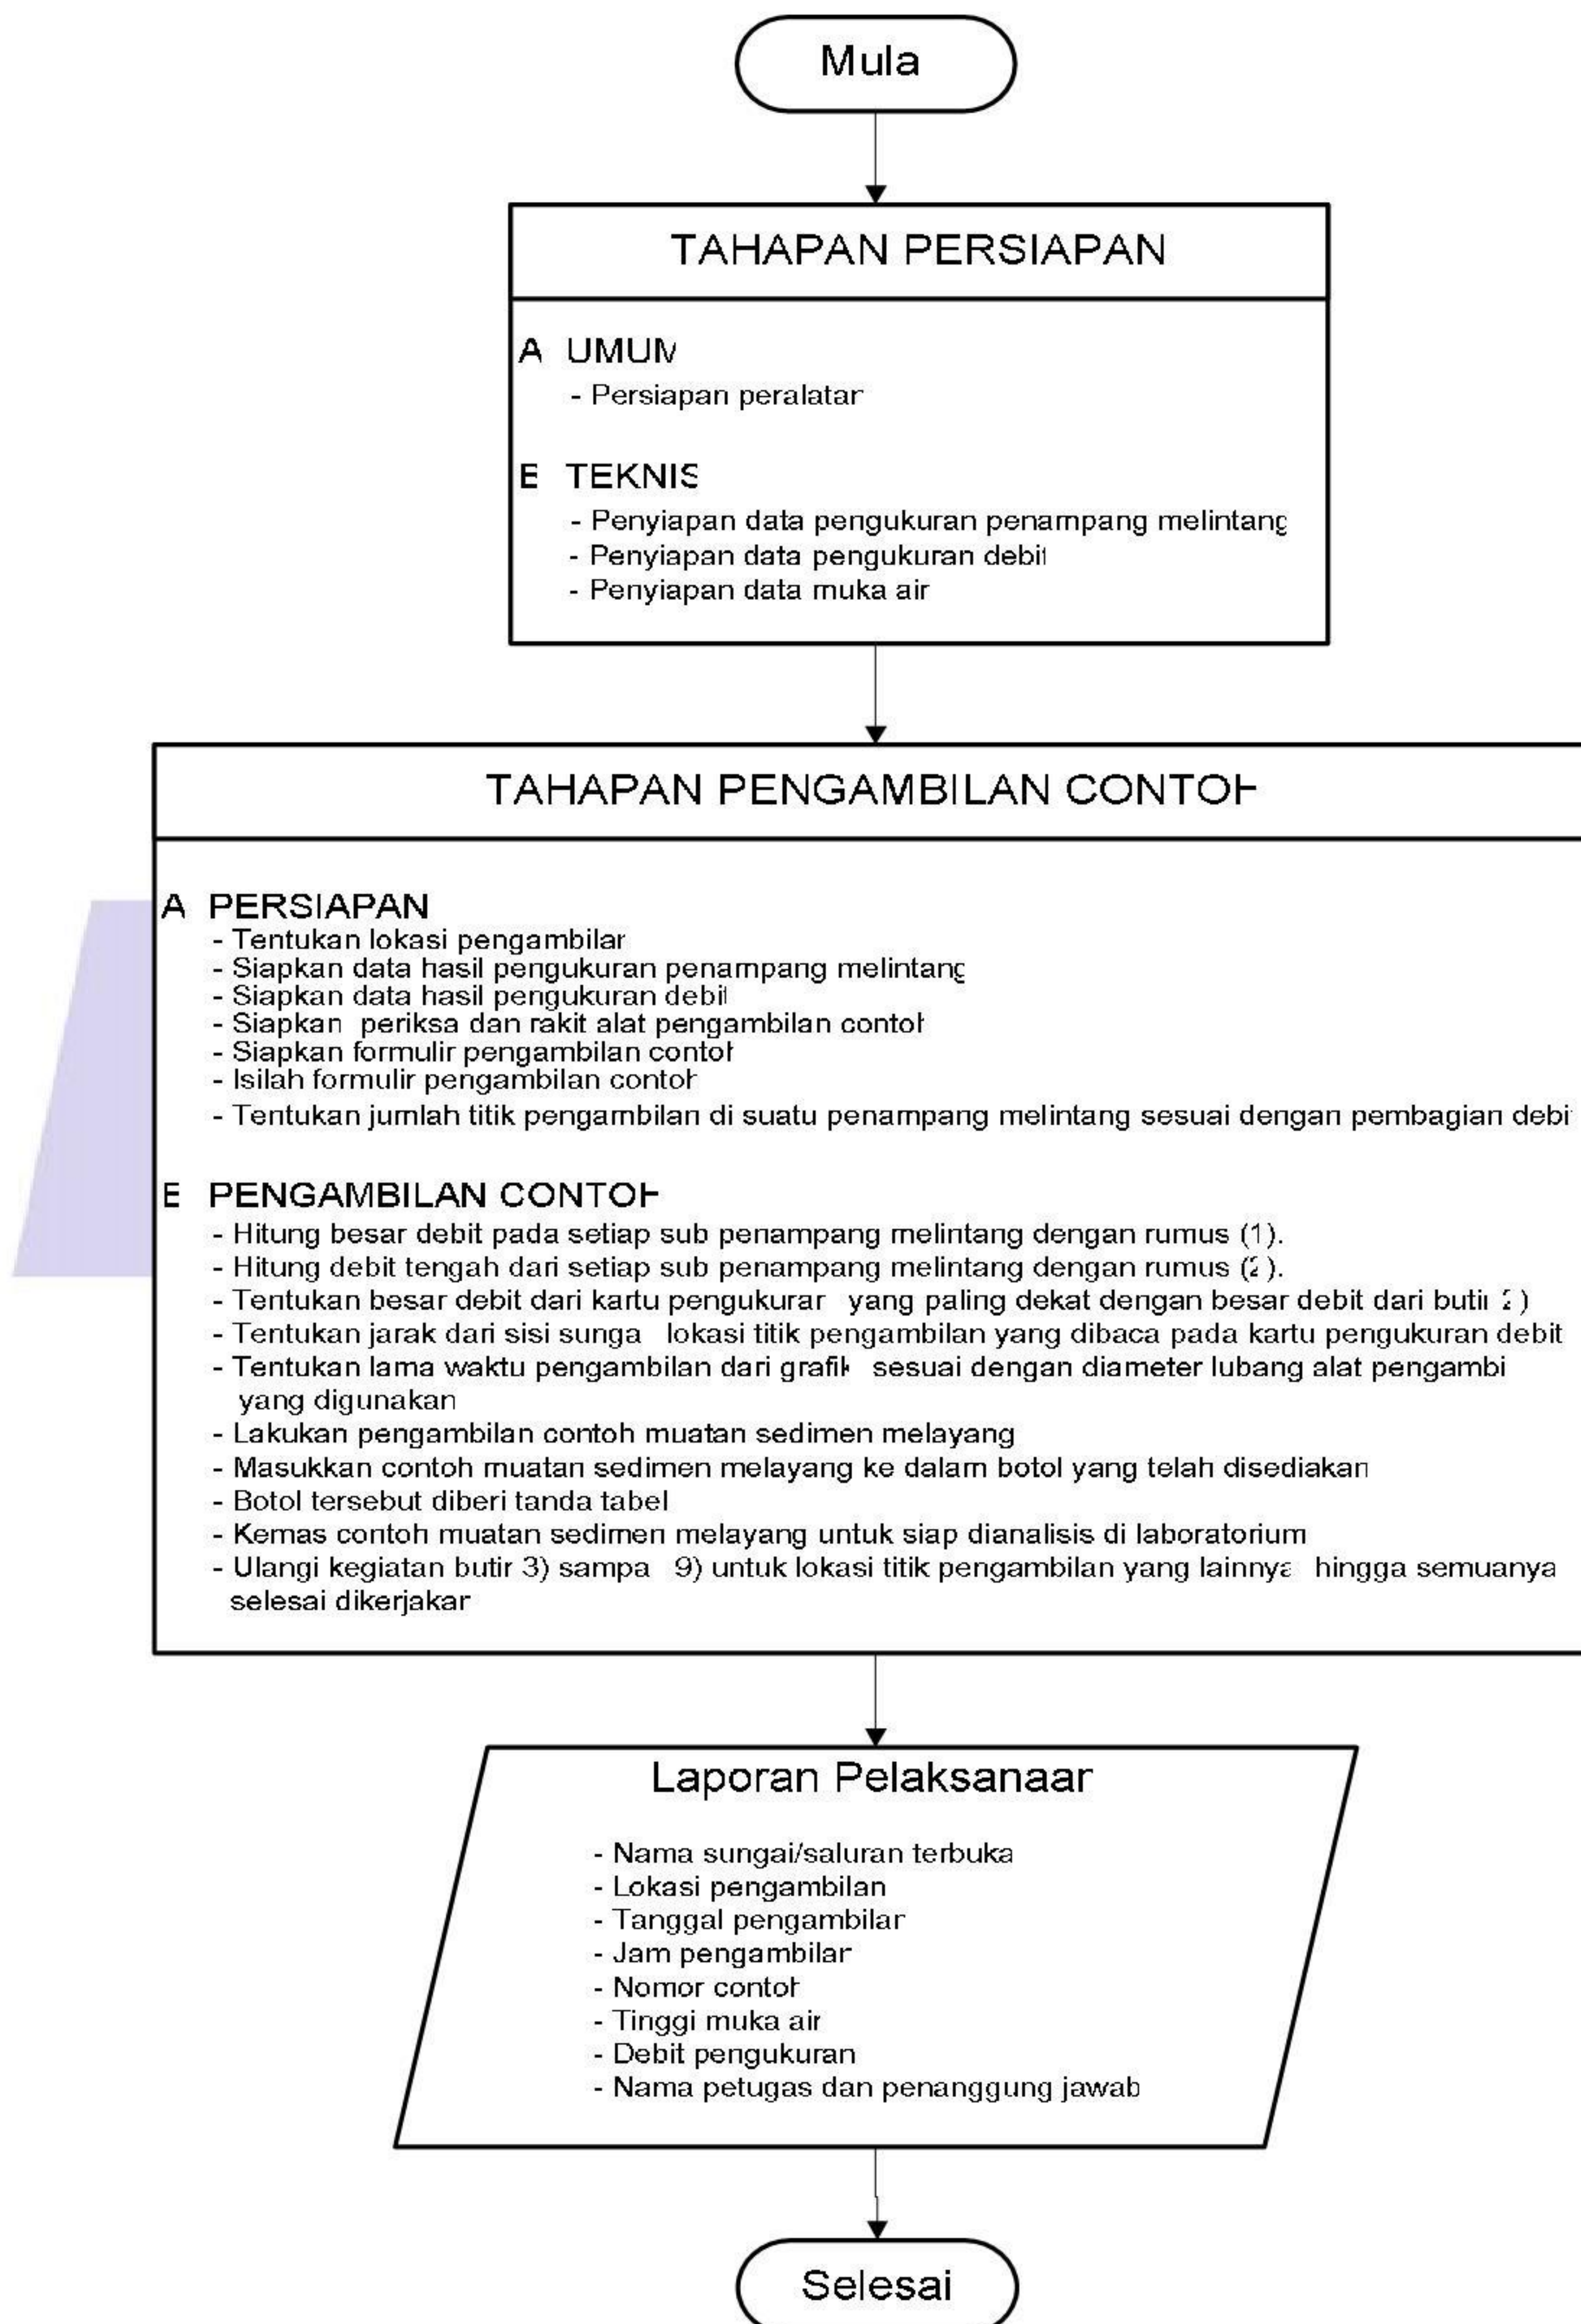 Mula
TAHAPAN PERSIAPAN
A UMUM
- Persiapan peralatan
B TEKNIS
- Penyiapan data pengukuran penampang melintang
- Penyiapan data pengukuran debit
- Penyiapan data muka air
TAHAPAN PENGAMBILAN CONTOH
A PERSIAPAN
- Tentukan lokasi pengambilan
- Siapkan data hasil pengukuran penampang melintang
- Siapkan data hasil pengukuran debit
- Siapkan periksa dan rakit alat pengambilan contoh
- Siapkan formulir pengambilan contoh
- Isilah formulir pengambilan contoh
- Tentukan jumlah titik pengambilan di suatu penampang melintang sesuai dengan pembagian debit
B PENGAMBILAN CONTOH
- Hitung besar debit pada setiap sub penampang melintang dengan rumus (1).
- Hitung debit tengah dari setiap sub penampang melintang dengan rumus (2).
- Tentukan besar debit dari kartu pengukuran yang paling dekat dengan besar debit dari butir 2)
- Tentukan jarak dari sisi sunga lokasi titik pengambilan yang dibaca pada kartu pengukuran debit
- Tentukan lama waktu pengambilan dari grafik sesuai dengan diameter lubang alat pengambi
yang digunakan
- Lakukan pengambilan contoh muatan sedimen melayang
- Masukkan contoh muatan sedimen melayang ke dalam botol yang telah disediakan
- Botol tersebut diberi tanda tabel
- Kemas contoh muatan sedimen melayang untuk siap dianalisis di laboratorium
- Ulangi kegiatan butir 3) sampa 9) untuk lokasi titik pengambilan yang lainnya hingga semuanya
selesai dikerjakan
Laporan Pelaksanaan
- Nama sungai/saluran terbuka
- Lokasi pengambilan
- Tanggal pengambilan
- Jam pengambilan
- Nomor contoh
- Tinggi muka air
- Debit pengukuran
- Nama petugas dan penanggung jawab
Selesai